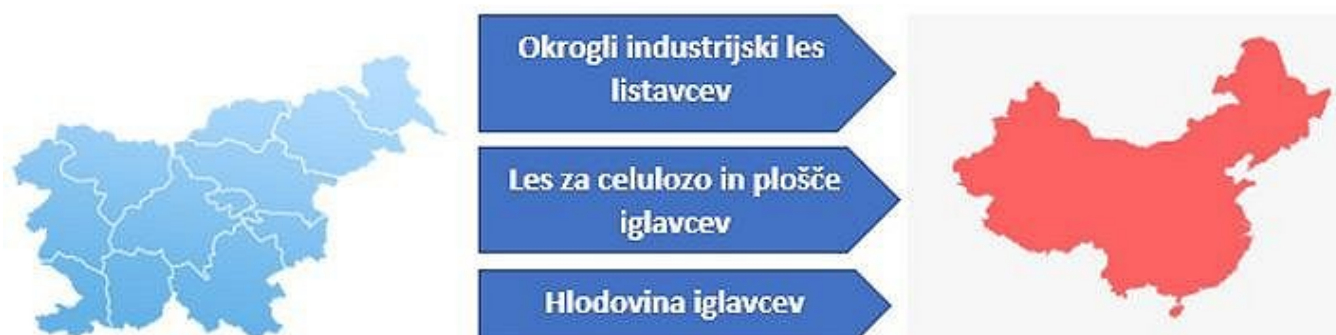 Okrogli industrijski les
listavcev
Les za celulozo in plošče
iglavcev
Hlodovina iglavcev